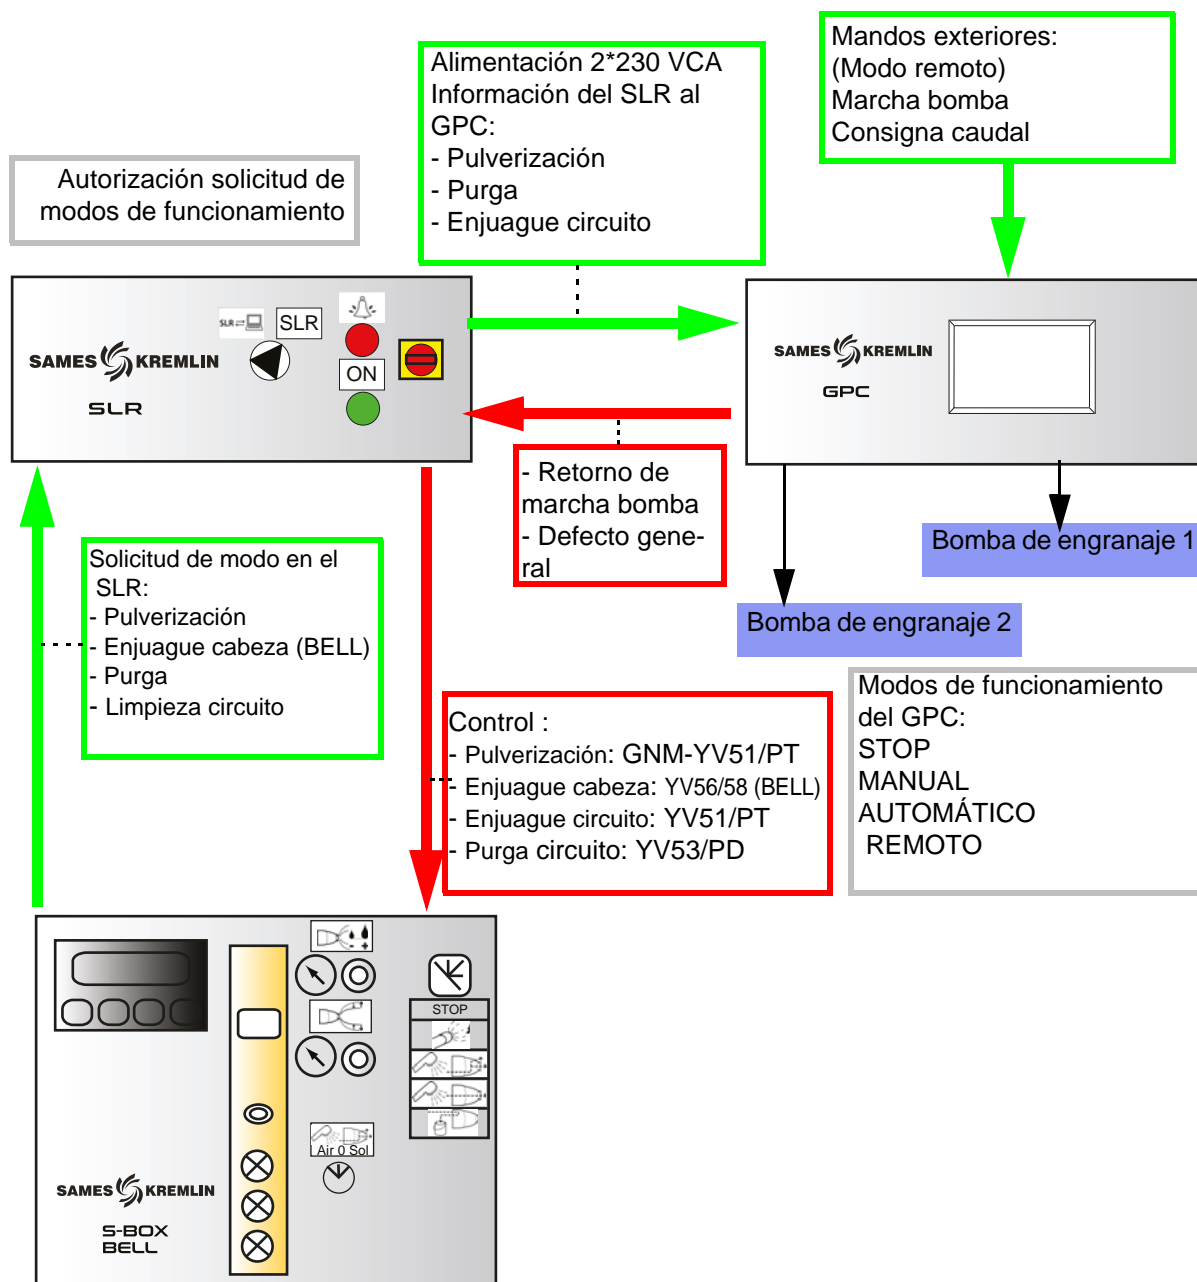 Alimentación 2*230 VCA
Información del SLR al
GPC:
- Pulverización
- Purga
- Enjuague circuito
Mandos exteriores:
(Modo remoto)
Marcha bomba
Consigna caudal
Autorización solicitud de
modos de funcionamiento
SLR
SLR
ON
SAMES KREMLIN
SLR
SAMES KREMLIN
GPC
- Retorno de
marcha bomba
- Defecto gene-
ral
Bomba de engranaje 1
Bomba de engranaje 2
Solicitud de modo en el
SLR:
- Pulverización
- Enjuague cabeza (BELL)
- Purga
- Limpieza circuito
Control :
- Pulverización: GNM-YV51/PT
- Enjuague cabeza: YV56/58 (BELL)
- Enjuague circuito: YV51/PT
- Purga circuito: YV53/PD
Modos de funcionamiento
del GPC:
STOP
MANUAL
AUTOMÁTICO
REMOTO
STOP
Air 0 Sol
SAMES KREMLIN
S-BOX
BELL